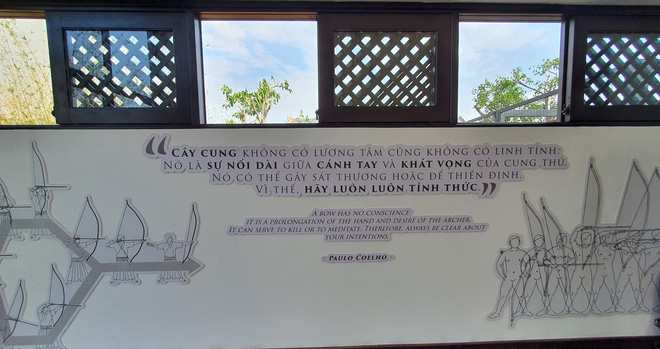 “CÂY CUNG KHÔNG CÓ LƯƠNG TÂM CŨNG KHÔNG CÓ LINH TÍNH:
NÓ LÀ SỰ NỐI DÀI GIỮA CÁNH TAY VÀ KHÁT VỌNG CỦA CUNG THỦ.
NÓ CÓ THỂ GÂY SÁT THƯƠNG HOẶC ĐỂ THIỀN ĐỊNH.
VÌ THẾ, HÃY LUÔN LUÔN TỈNH THỨC.”
A BOW HAS NO CONSCIENCE
IT IS A PROLONGATION OF THE HAND AND DESIRE OF THE ARCHER.
IT CAN SERVE TO KILL OR TO MEDITATE. THEREFORE, ALWAYS BE CLEAR ABOUT
YOUR INTENTIONS.
PAULO COELHO